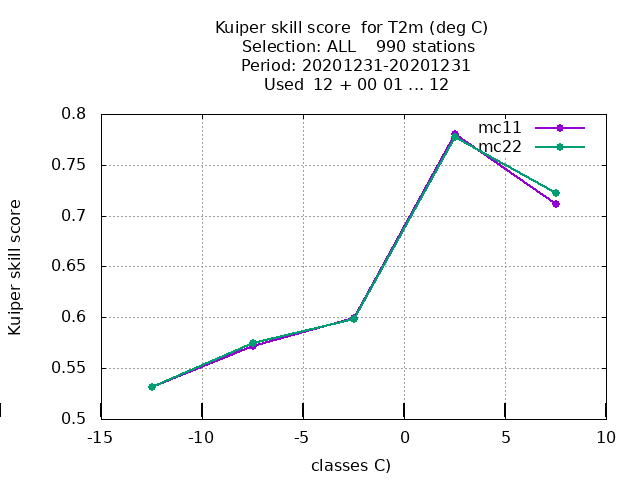 Kuiper skill score  for T2m (deg C)
Selection: ALL    990 stations
Period: 20201231-20201231
Used  12 + 00 01 ... 12
mc11
mc22
0.8
0.75
0.7
0.65
0.6
0.55
0.5
Kuiper skill score
-15 -10 -5 0 5 10
classes C)